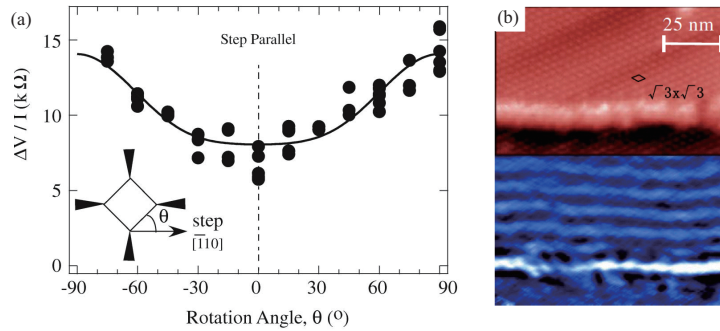 (a)
15
10
5
0
ΔV / I (k Ω)
Step Parallel
θ
step
[1̅10]
-90 -60 -30 0 30 60 90
Rotation Angle, θ (°)
(b)
25 nm
√3x√3